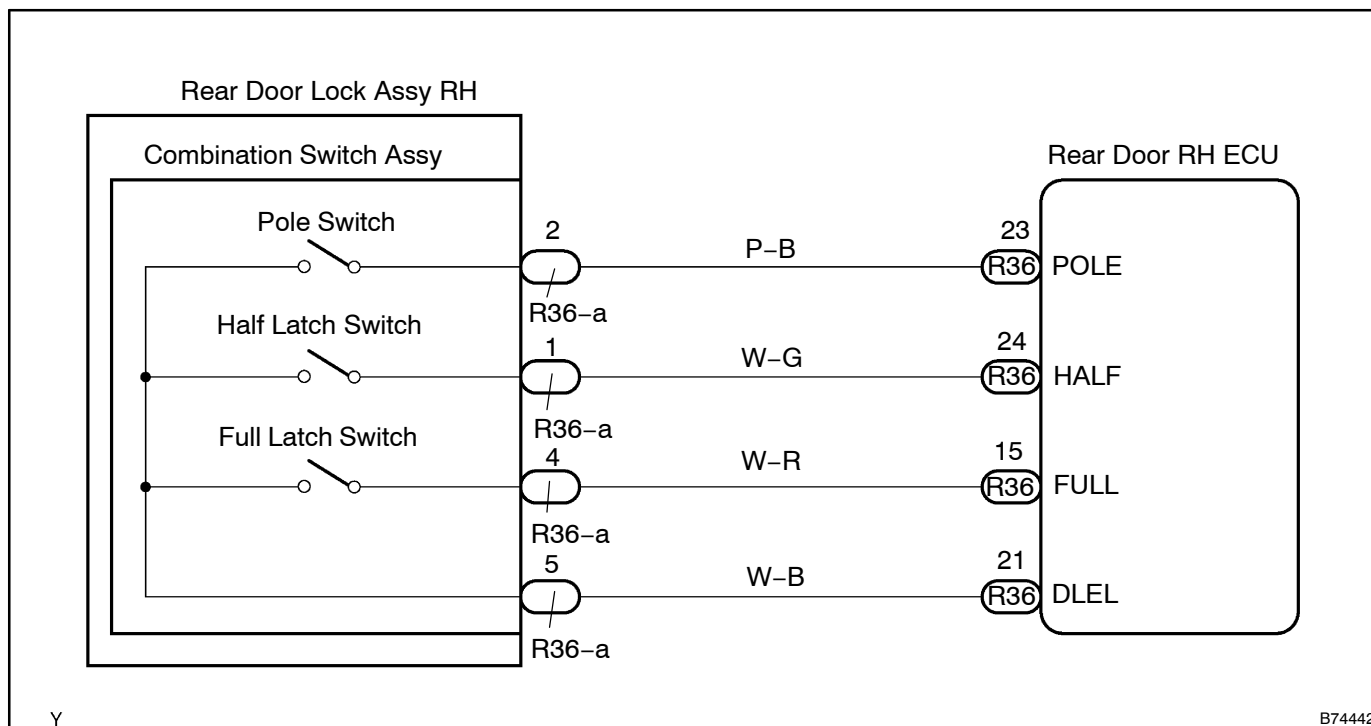 Rear Door Lock Assy RH
Combination Switch Assy
Rear Door RH ECU
Pole Switch
2
P−B
23
R36
POLE
R36−a
Half Latch Switch
1
W−G
24
R36
HALF
R36−a
Full Latch Switch
4
W−R
15
R36
FULL
R36−a
5
W−B
21
R36
DLEL
R36−a
Y
B74442